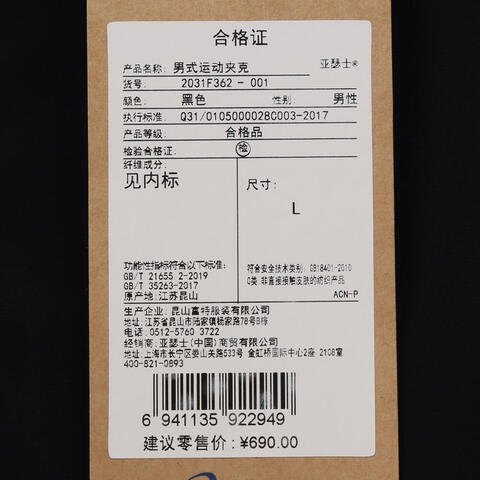 合格证
产品名称: 男式运动夹克 亚瑟士®
货号: 2031F362 - 001
颜色: 黑色 性别: 男性
执行标准: Q31/0105000028C003-2017
产品等级: 合格品
检验合格证: 检
纤维成分:
见内标
尺寸:
L
功能性指标符合以下标准:
GB/T 21655.2-2019
GB/T 35263-2017
原产地: 江苏昆山
符合安全技术类别: GB18401-2010
C类: 非直接接触皮肤的纺织产品
ACN-P
生产企业: 昆山喜特服装有限公司
地址:江苏省昆山市陆家镇杨家路9号B幢
电话:0512-5760 3722
经销商: 亚瑟士(中国)商贸有限公司
地址:上海市长宁区娄山关路533号 金虹桥国际中心2座 2108室
400-821-0893
6 941135 922949
建议零售价: ¥690.00